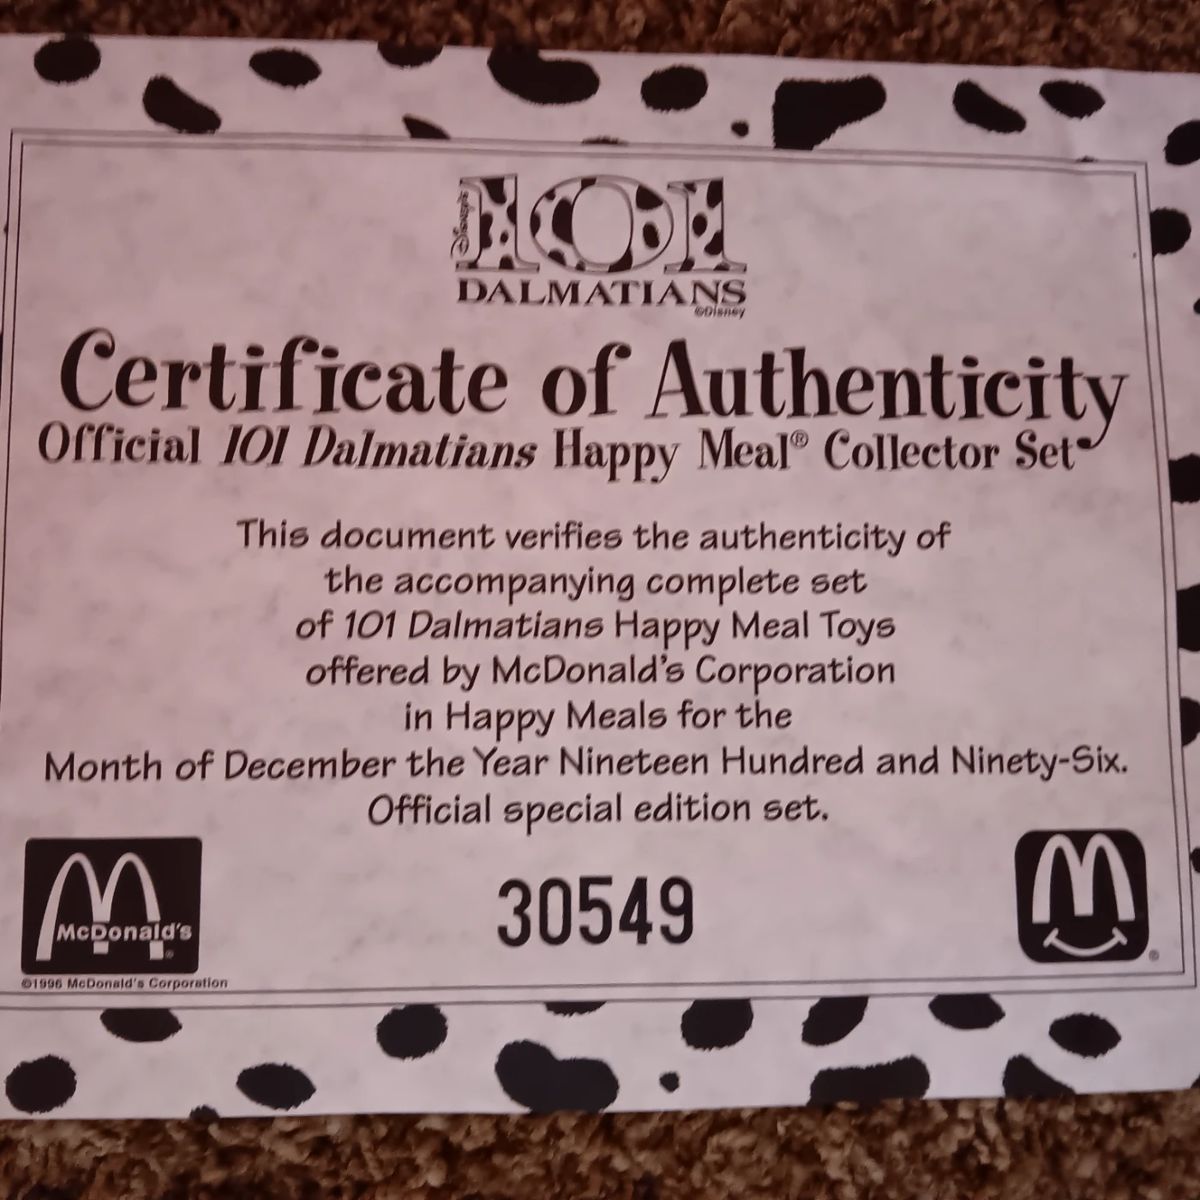 Disney's
101
DALMATIANS
©Disney
Certificate of Authenticity
Official 101 Dalmatians Happy Meal® Collector Set
This document verifies the authenticity of
the accompanying complete set
of 101 Dalmatians Happy Meal Toys
offered by McDonald's Corporation
in Happy Meals for the
Month of December the Year Nineteen Hundred and Ninety-Six.
Official special edition set.
McDonald's
®
30549
®
©1996 McDonald's Corporation